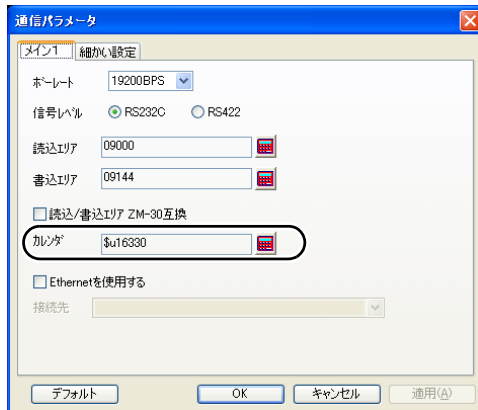 通信パラメータ
メイン1 細かい設定
ボーレート 19200BPS
信号レベル RS232C RS422
読込エリア 09000
書込エリア 09144
読込/書込エリア ZM-30互換
カレンダ $u16330
Ethernetを使用する
接続先
デフォルト OK キャンセル 適用(A)